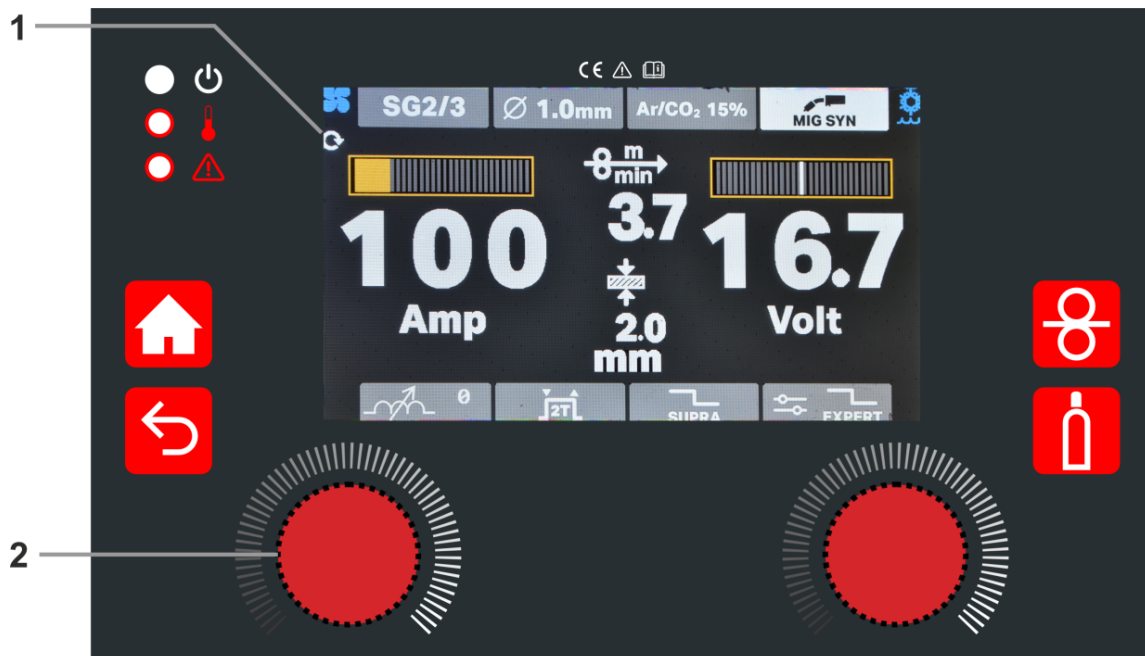 1
CE
SG2/3
Ø 1.0mm
Ar/CO₂ 15%
MIG SYN
m
min
3.7
100
16.7
Amp
2.0
mm
Volt
0
2T
SUPRA
EXPERT
2